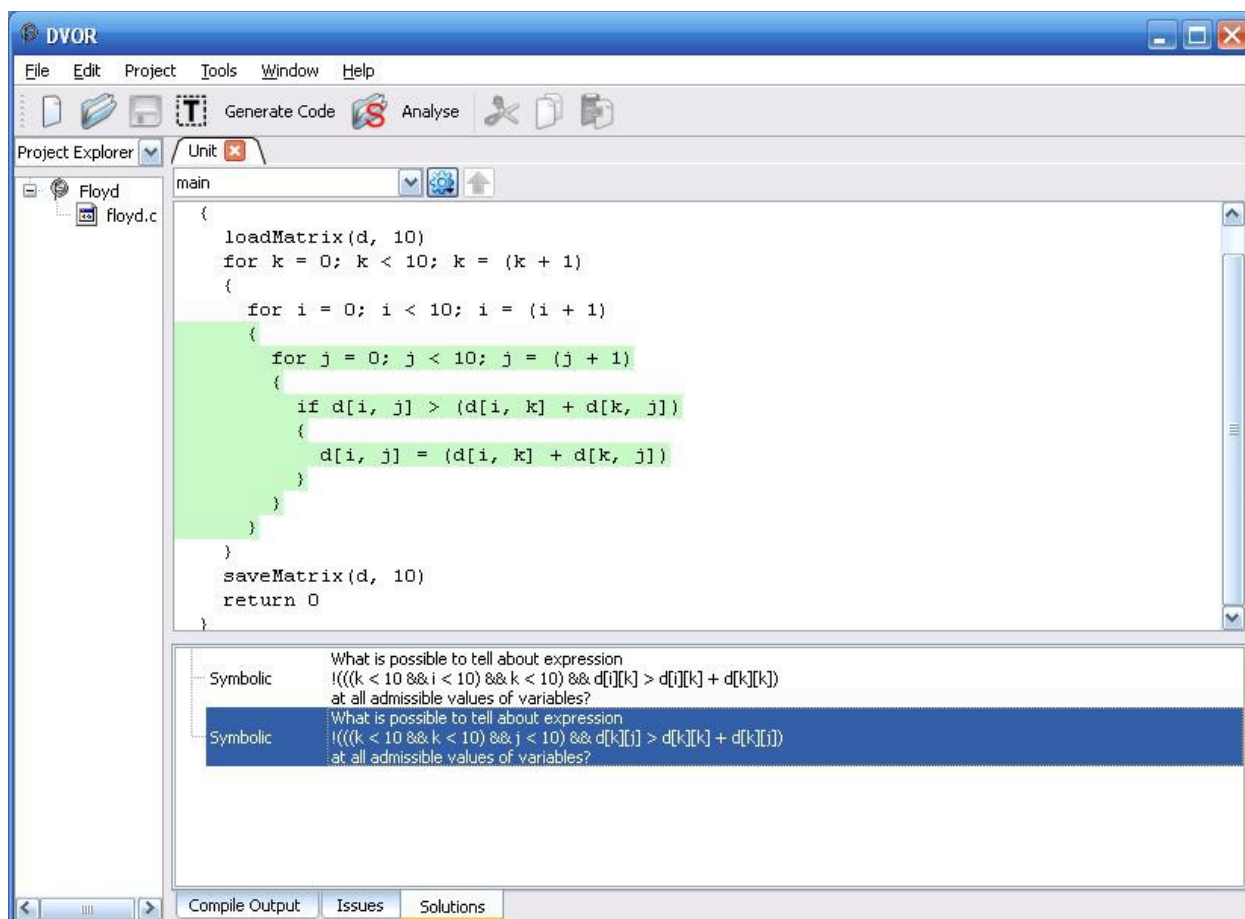 DVOR
File Edit Project Tools Window Help
T Generate Code S Analyse
Project Explorer
Unit
main
Floyd
floyd.c
{
loadMatrix(d, 10)
for k = 0; k < 10; k = (k + 1)
{
for i = 0; i < 10; i = (i + 1)
{
for j = 0; j < 10; j = (j + 1)
{
if d[i, j] > (d[i, k] + d[k, j])
{
d[i, j] = (d[i, k] + d[k, j])
}
}
}
}
saveMatrix(d, 10)
return 0
}
What is possible to tell about expression
Symbolic !(((k < 10 && i < 10) && k < 10) && d[i][k] > d[i][k] + d[k][k])
at all admissible values of variables?
What is possible to tell about expression
Symbolic !(((k < 10 && k < 10) && j < 10) && d[k][j] > d[k][k] + d[k][j])
at all admissible values of variables?
Compile Output Issues Solutions